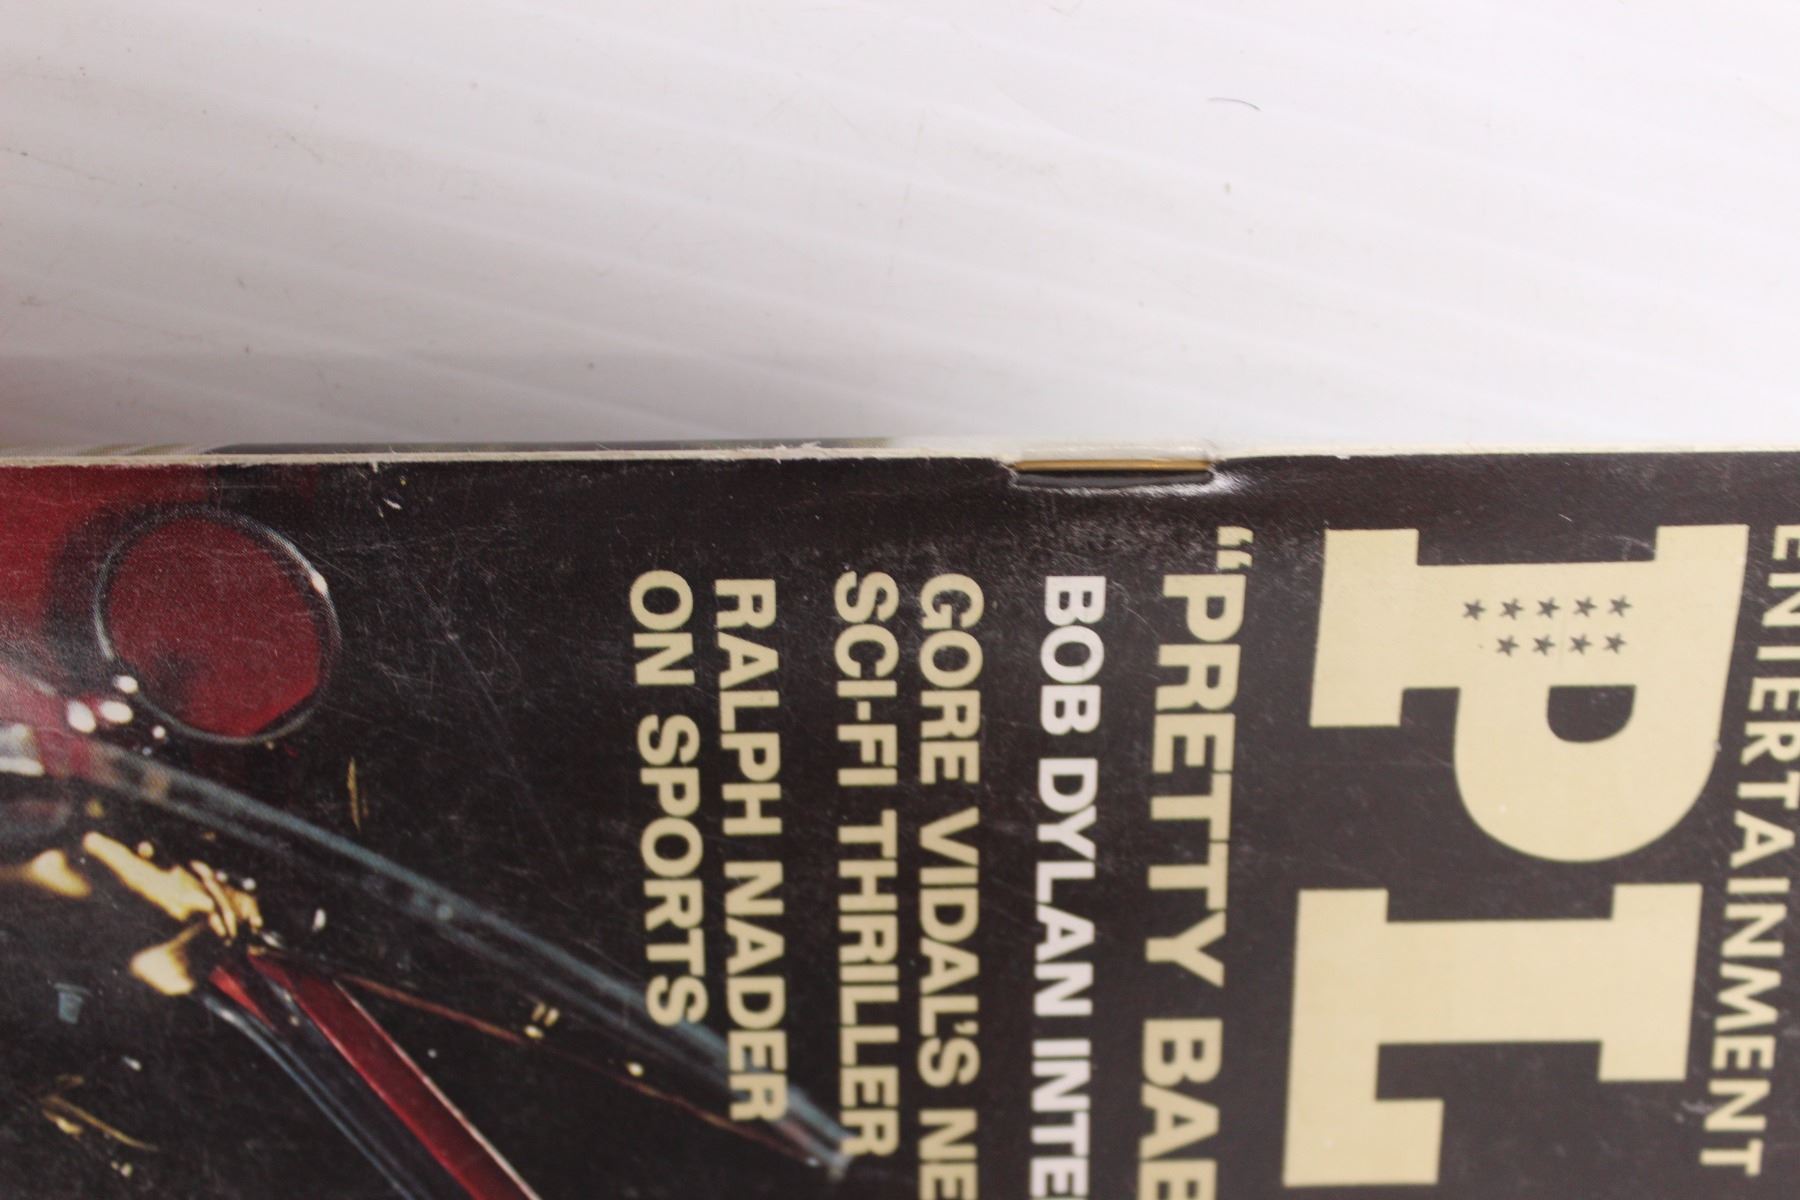 ENTERTAINMENT
PL
"PRETTY BAB
BOB DYLAN INTE
GORE VIDAL'S NE
SCI-FI THRILLER
RALPH NADER
ON SPORTS